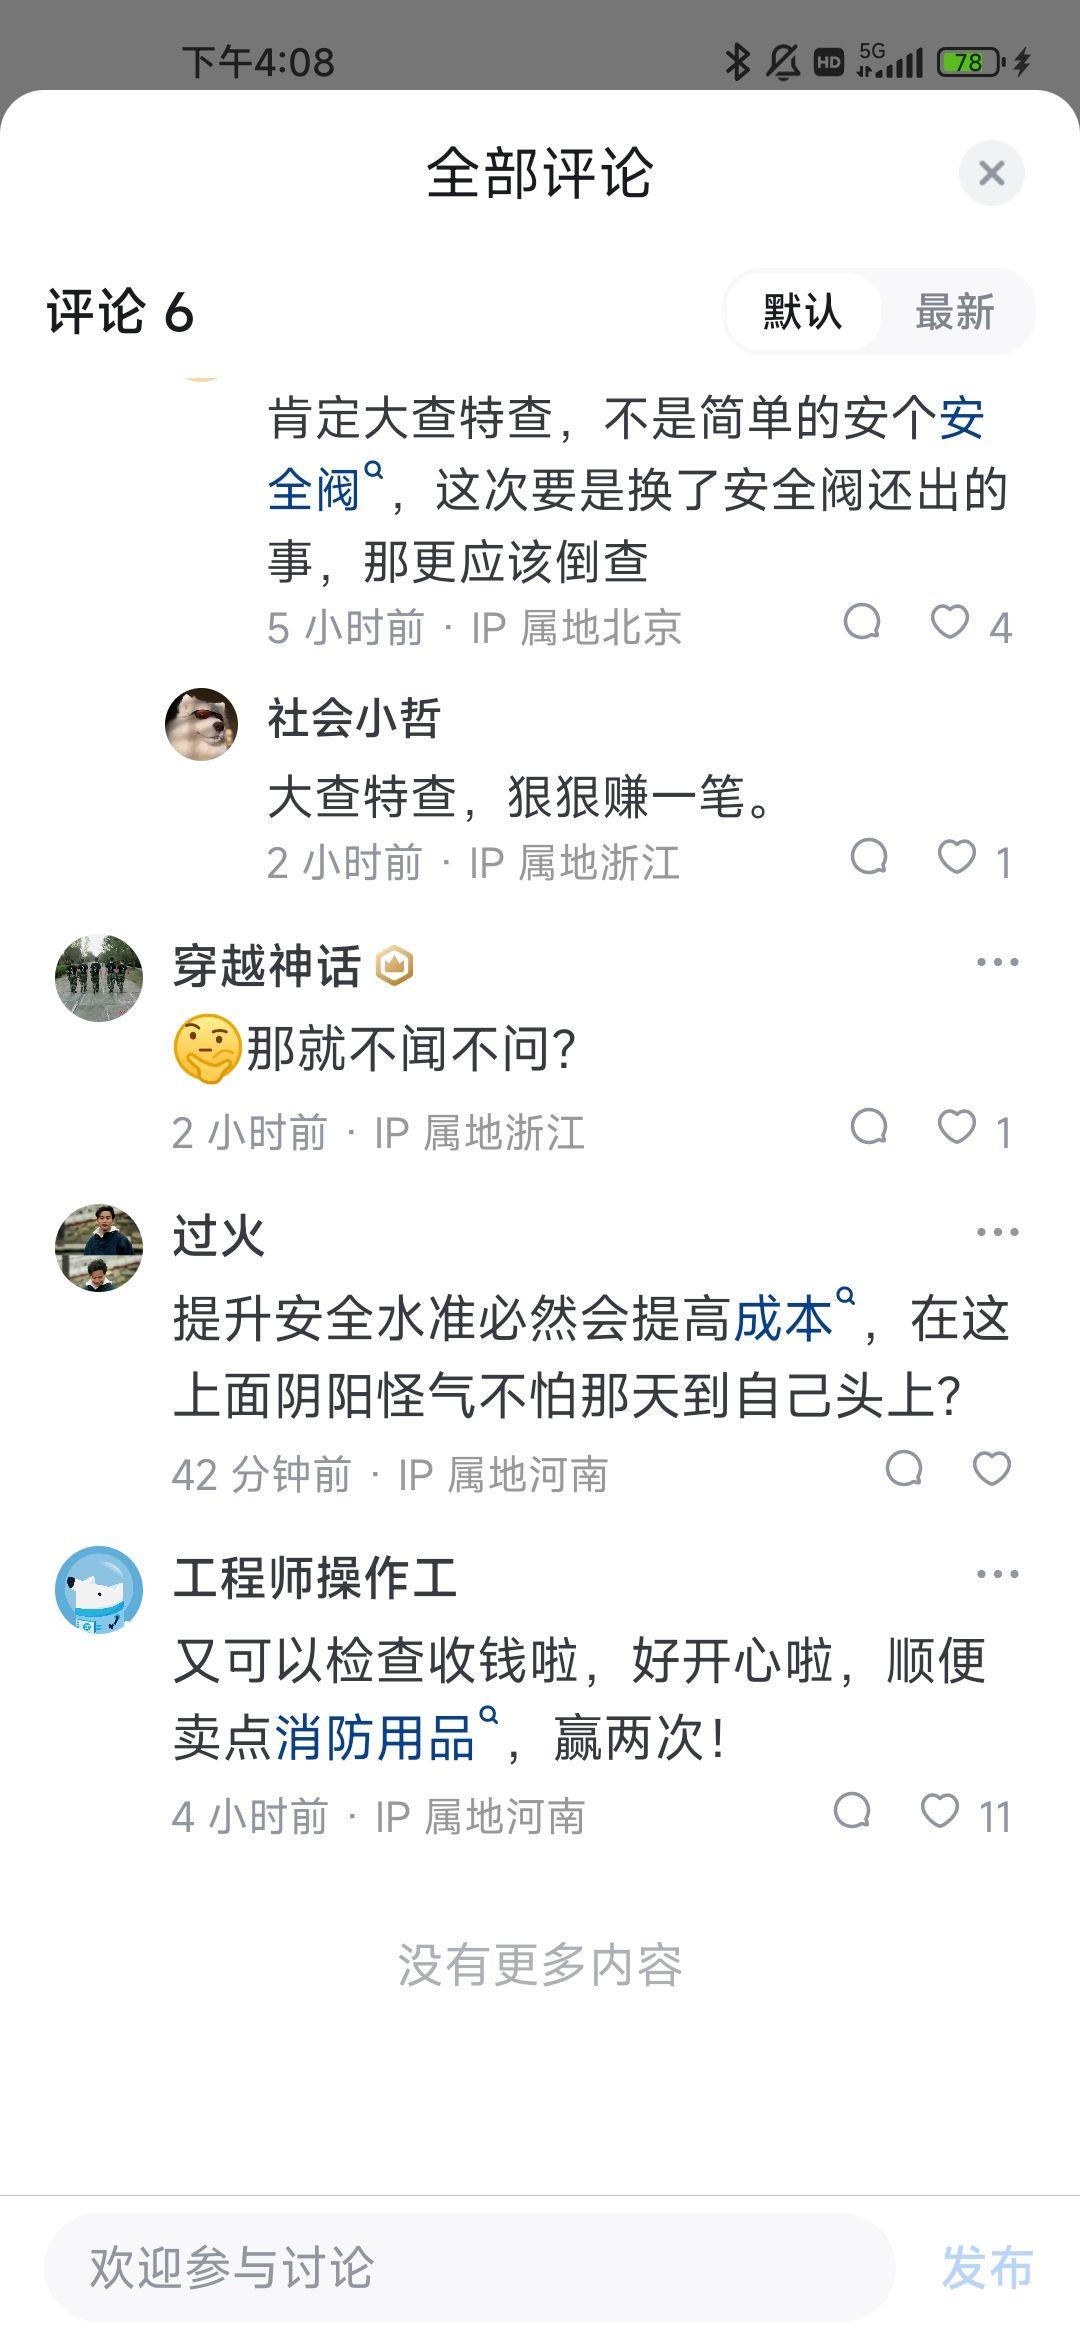 下午4:08
HD 5G 78
全部评论
评论 6
默认 最新
肯定大查特查，不是简单的安个安
全阀，这次要是换了安全阀还出的
事，那更应该倒查
5 小时前 · IP 属地北京 4
社会小哲
大查特查，狠狠赚一笔。
2 小时前 · IP 属地浙江 1
穿越神话
🤔那就不闻不问？
2 小时前 · IP 属地浙江 1
过火
提升安全水准必然会提高成本，在这
上面阴阳怪气不怕那天到自己头上？
42 分钟前 · IP 属地河南
工程师操作工
又可以检查收钱啦，好开心啦，顺便
卖点消防用品，赢两次！
4 小时前 · IP 属地河南 11
没有更多内容
欢迎参与讨论
发布